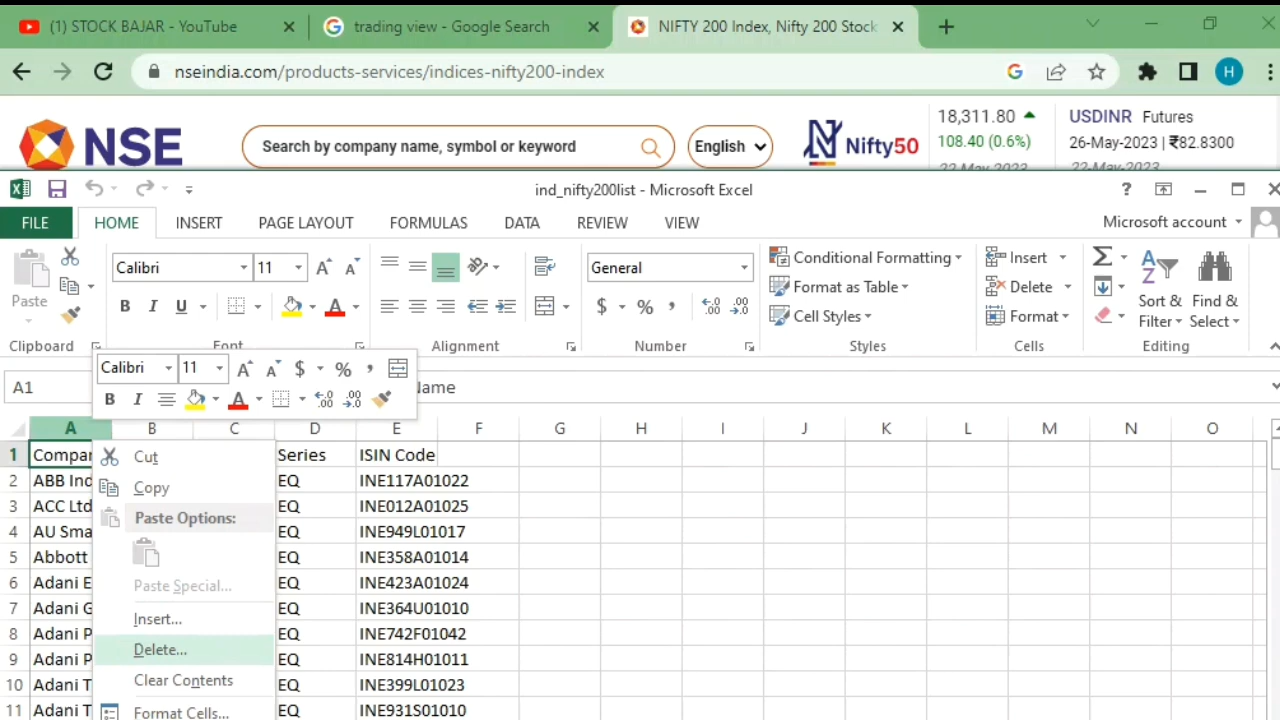 (1) STOCK BAJAR - YouTube
trading view - Google Search
NIFTY 200 Index, Nifty 200 Stock
nseindia.com/products-services/indices-nifty200-index
H
NSE
Search by company name, symbol or keyword
English
Nifty50
18,311.80
108.40 (0.6%)
22 May 2023
USDINR Futures
26-May-2023 | ₹82.8300
22-May-2023
ind_nifty200list - Microsoft Excel
FILE HOME INSERT PAGE LAYOUT FORMULAS DATA REVIEW VIEW
Microsoft account
Paste
Clipboard
Calibri 11
B I U
Font
Alignment
General
$ % ,
Number
Conditional Formatting
Format as Table
Cell Styles
Styles
Insert
Delete
Format
Cells
Sort & Filter
Find & Select
Editing
Calibri 11 $ % ,
B I A
A1
Name
A B C D E F G H I J K L M N O
1 Compan Series ISIN Code
2 ABB Ind EQ INE117A01022
3 ACC Ltd EQ INE012A01025
4 AU Sma EQ INE949L01017
5 Abbott EQ INE358A01014
6 Adani E EQ INE423A01024
7 Adani G EQ INE364U01010
8 Adani P EQ INE742F01042
9 Adani P EQ INE814H01011
10 Adani T EQ INE399L01023
11 Adani T EQ INE931S01010
Cut
Copy
Paste Options:
Paste Special...
Insert...
Delete...
Clear Contents
Format Cells...